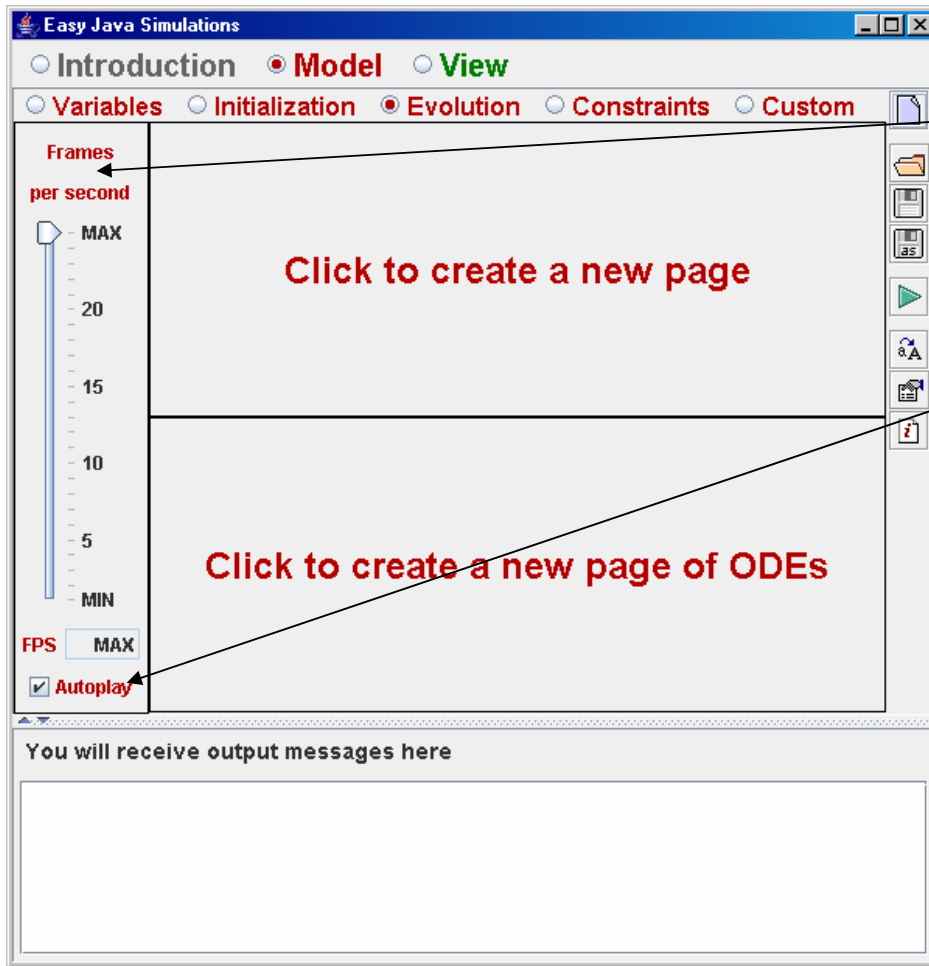 Easy Java Simulations
Introduction Model View
Variables Initialization Evolution Constraints Custom
Frames
per second
MAX
20
15
10
5
MIN
FPS MAX
Autoplay
Click to create a new page
Click to create a new page of ODEs
as
aA
i
You will receive output messages here